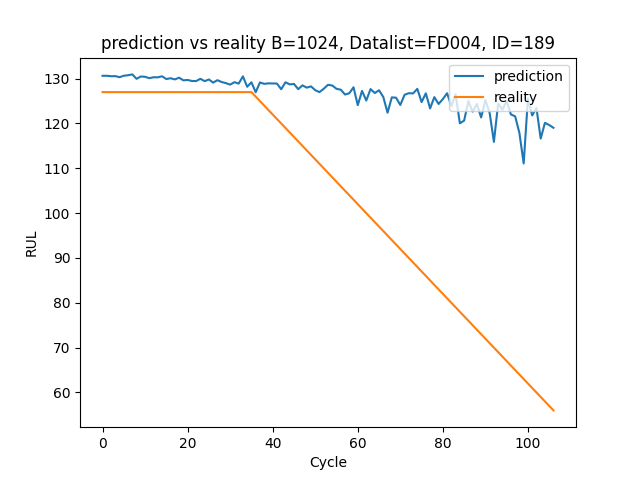 prediction vs reality B=1024, Datalist=FD004, ID=189
prediction
reality
130
120
110
100
90
80
70
60
RUL
0 20 40 60 80 100
Cycle